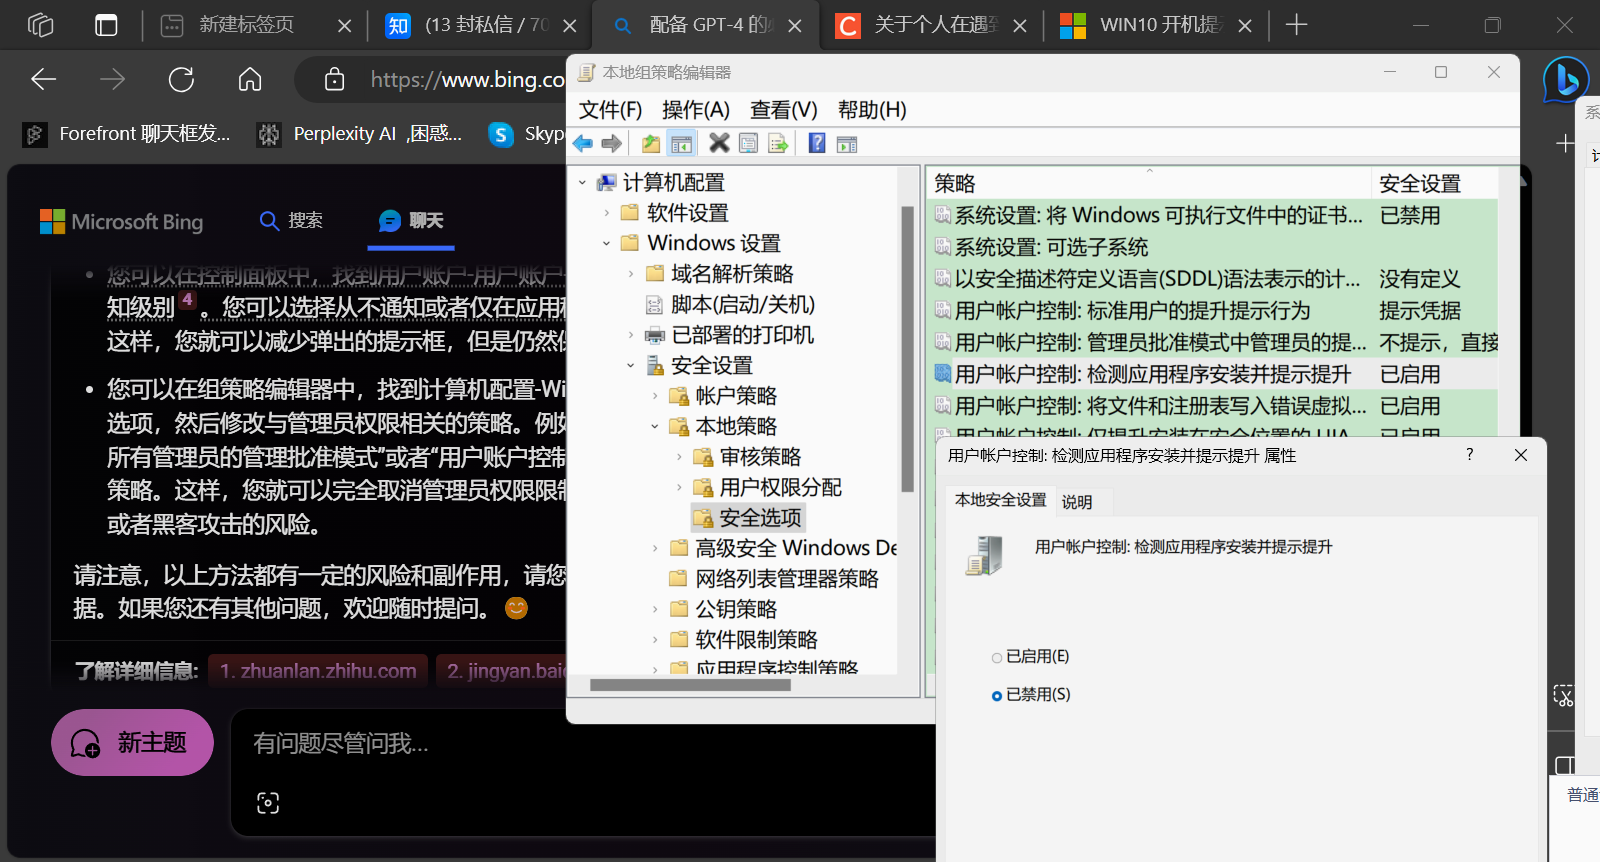 新建标签页
(13 封私信 / 70
配备 GPT-4 的
关于个人在遇到
WIN10 开机提
https://www.bing.co
Forefront 聊天框发...
Perplexity AI ,困惑...
Skyp
Microsoft Bing
搜索
聊天
您可以在控制面板中，找到用户账户-用户账户
知级别 4 。您可以选择从不通知或者仅在应用程
这样，您就可以减少弹出的提示框，但是仍然保
您可以在组策略编辑器中，找到计算机配置-Wi
选项，然后修改与管理员权限相关的策略。例如
所有管理员的管理批准模式”或者“用户账户控制
策略。这样，您就可以完全取消管理员权限限制
或者黑客攻击的风险。
请注意，以上方法都有一定的风险和副作用，请您
据。如果您还有其他问题，欢迎随时提问。😊
了解详细信息:
1. zhuanlan.zhihu.com
2. jingyan.baid
新主题
有问题尽管问我...
本地组策略编辑器
文件(F) 操作(A) 查看(V) 帮助(H)
计算机配置
软件设置
Windows 设置
域名解析策略
脚本(启动/关机)
已部署的打印机
安全设置
帐户策略
本地策略
审核策略
用户权限分配
安全选项
高级安全 Windows De
网络列表管理器策略
公钥策略
软件限制策略
应用程序控制策略
策略 安全设置
系统设置: 将 Windows 可执行文件中的证书... 已禁用
系统设置: 可选子系统
以安全描述符定义语言(SDDL)语法表示的计... 没有定义
用户帐户控制: 标准用户的提升提示行为 提示凭据
用户帐户控制: 管理员批准模式中管理员的提... 不提示，直接
用户帐户控制: 检测应用程序安装并提示提升 已启用
用户帐户控制: 将文件和注册表写入错误虚拟... 已启用
用户帐户控制: 仅提升安装在安全位置的 UIA 已启用
用户帐户控制: 检测应用程序安装并提示提升 属性
本地安全设置
说明
用户帐户控制: 检测应用程序安装并提示提升
已启用(E)
已禁用(S)
普通